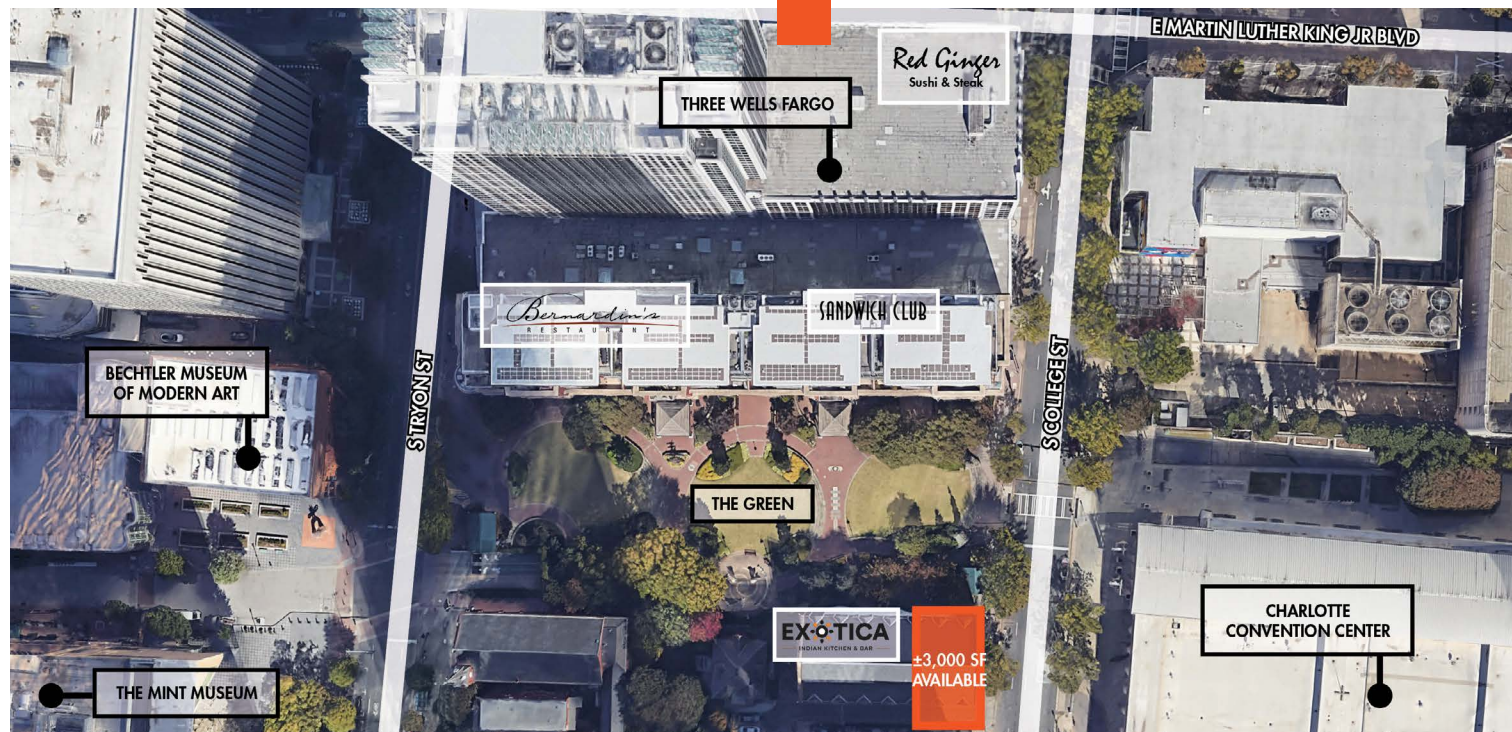 E MARTIN LUTHER KING JR BLVD
Red Ginger
Sushi & Steak
THREE WELLS FARGO
Bernardin's
RESTAURANT
SANDWICH CLUB
BECHTLER MUSEUM
OF MODERN ART
S TRYON ST
S COLLEGE ST
THE GREEN
EXOTICA
INDIAN KITCHEN & BAR
±3,000 SF
AVAILABLE
CHARLOTTE
CONVENTION CENTER
THE MINT MUSEUM